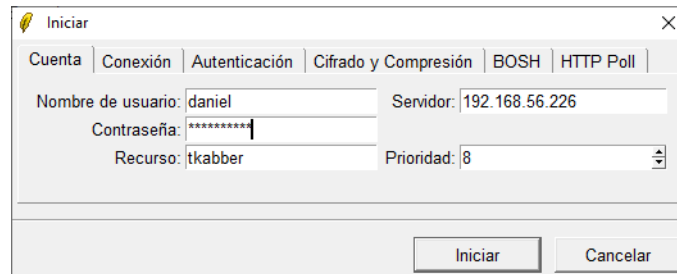 Iniciar
Cuenta Conexión Autenticación Cifrado y Compresión BOSH HTTP Poll
Nombre de usuario: daniel Servidor: 192.168.56.226
Contraseña: **********
Recurso: tkabber Prioridad: 8
Iniciar Cancelar